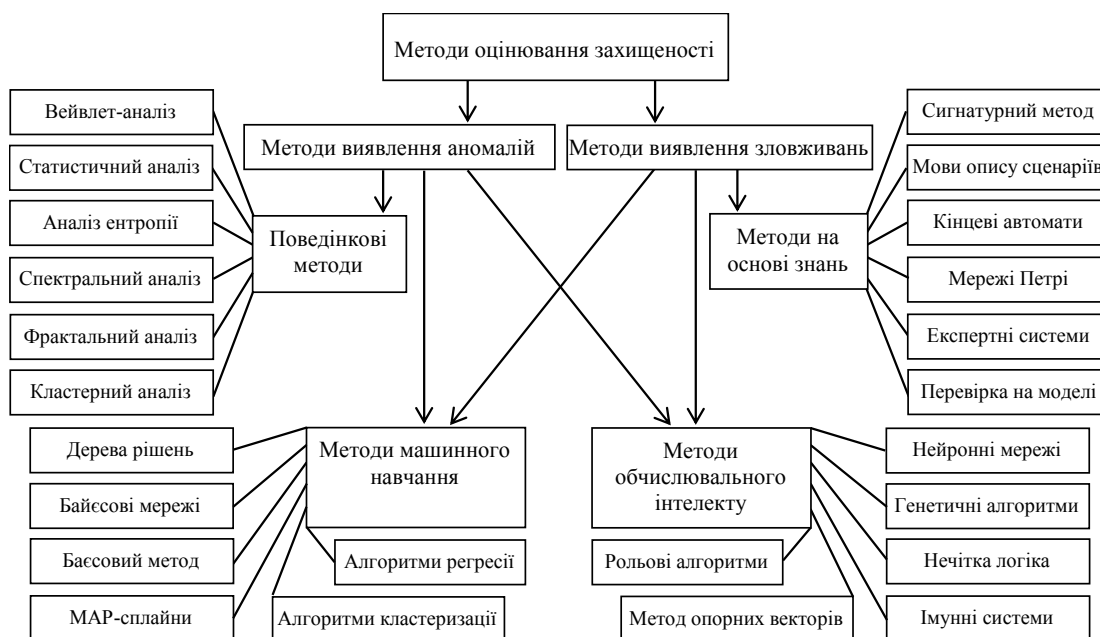 Методи оцінювання захищеності
Методи виявлення аномалій
Методи виявлення зловживань
Вейвлет-аналіз
Статистичний аналіз
Аналіз ентропії
Спектральний аналіз
Фрактальний аналіз
Кластерний аналіз
Поведінкові
методи
Методи на
основі знань
Сигнатурний метод
Мови опису сценаріїв
Кінцеві автомати
Мережі Петрі
Експертні системи
Перевірка на моделі
Дерева рішень
Байєсові мережі
Баєсовий метод
МАР-сплайни
Методи машинного
навчання
Алгоритми регресії
Алгоритми кластеризації
Методи
обчислювального
інтелекту
Рольові алгоритми
Метод опорних векторів
Нейронні мережі
Генетичні алгоритми
Нечітка логіка
Імунні системи